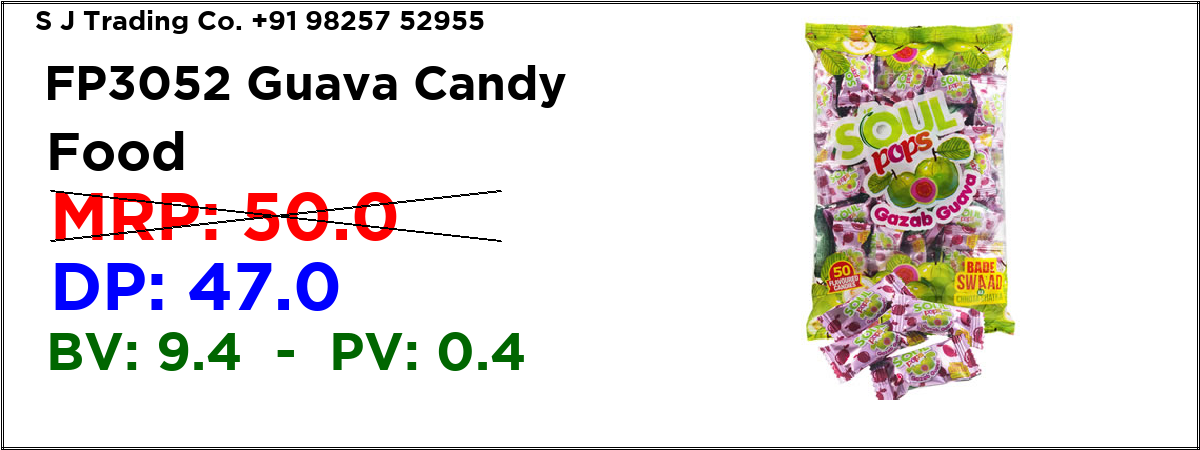 S J Trading Co. +91 98257 52955
FP3052 Guava Candy
Food
MRP: 50.0
DP: 47.0
BV: 9.4 - PV: 0.4
SOUL
pops
Gazab Guava
50
FLAVOURED
CANDIES
BADE
SWAAD